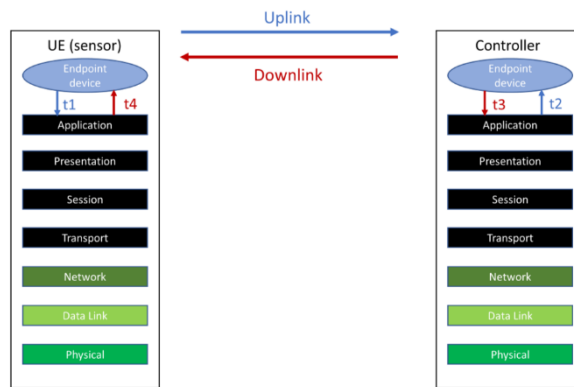 Uplink
Downlink
UE (sensor)
Endpoint
device
t1
t4
Application
Presentation
Session
Transport
Network
Data Link
Physical
Controller
Endpoint
device
t3
t2
Application
Presentation
Session
Transport
Network
Data Link
Physical